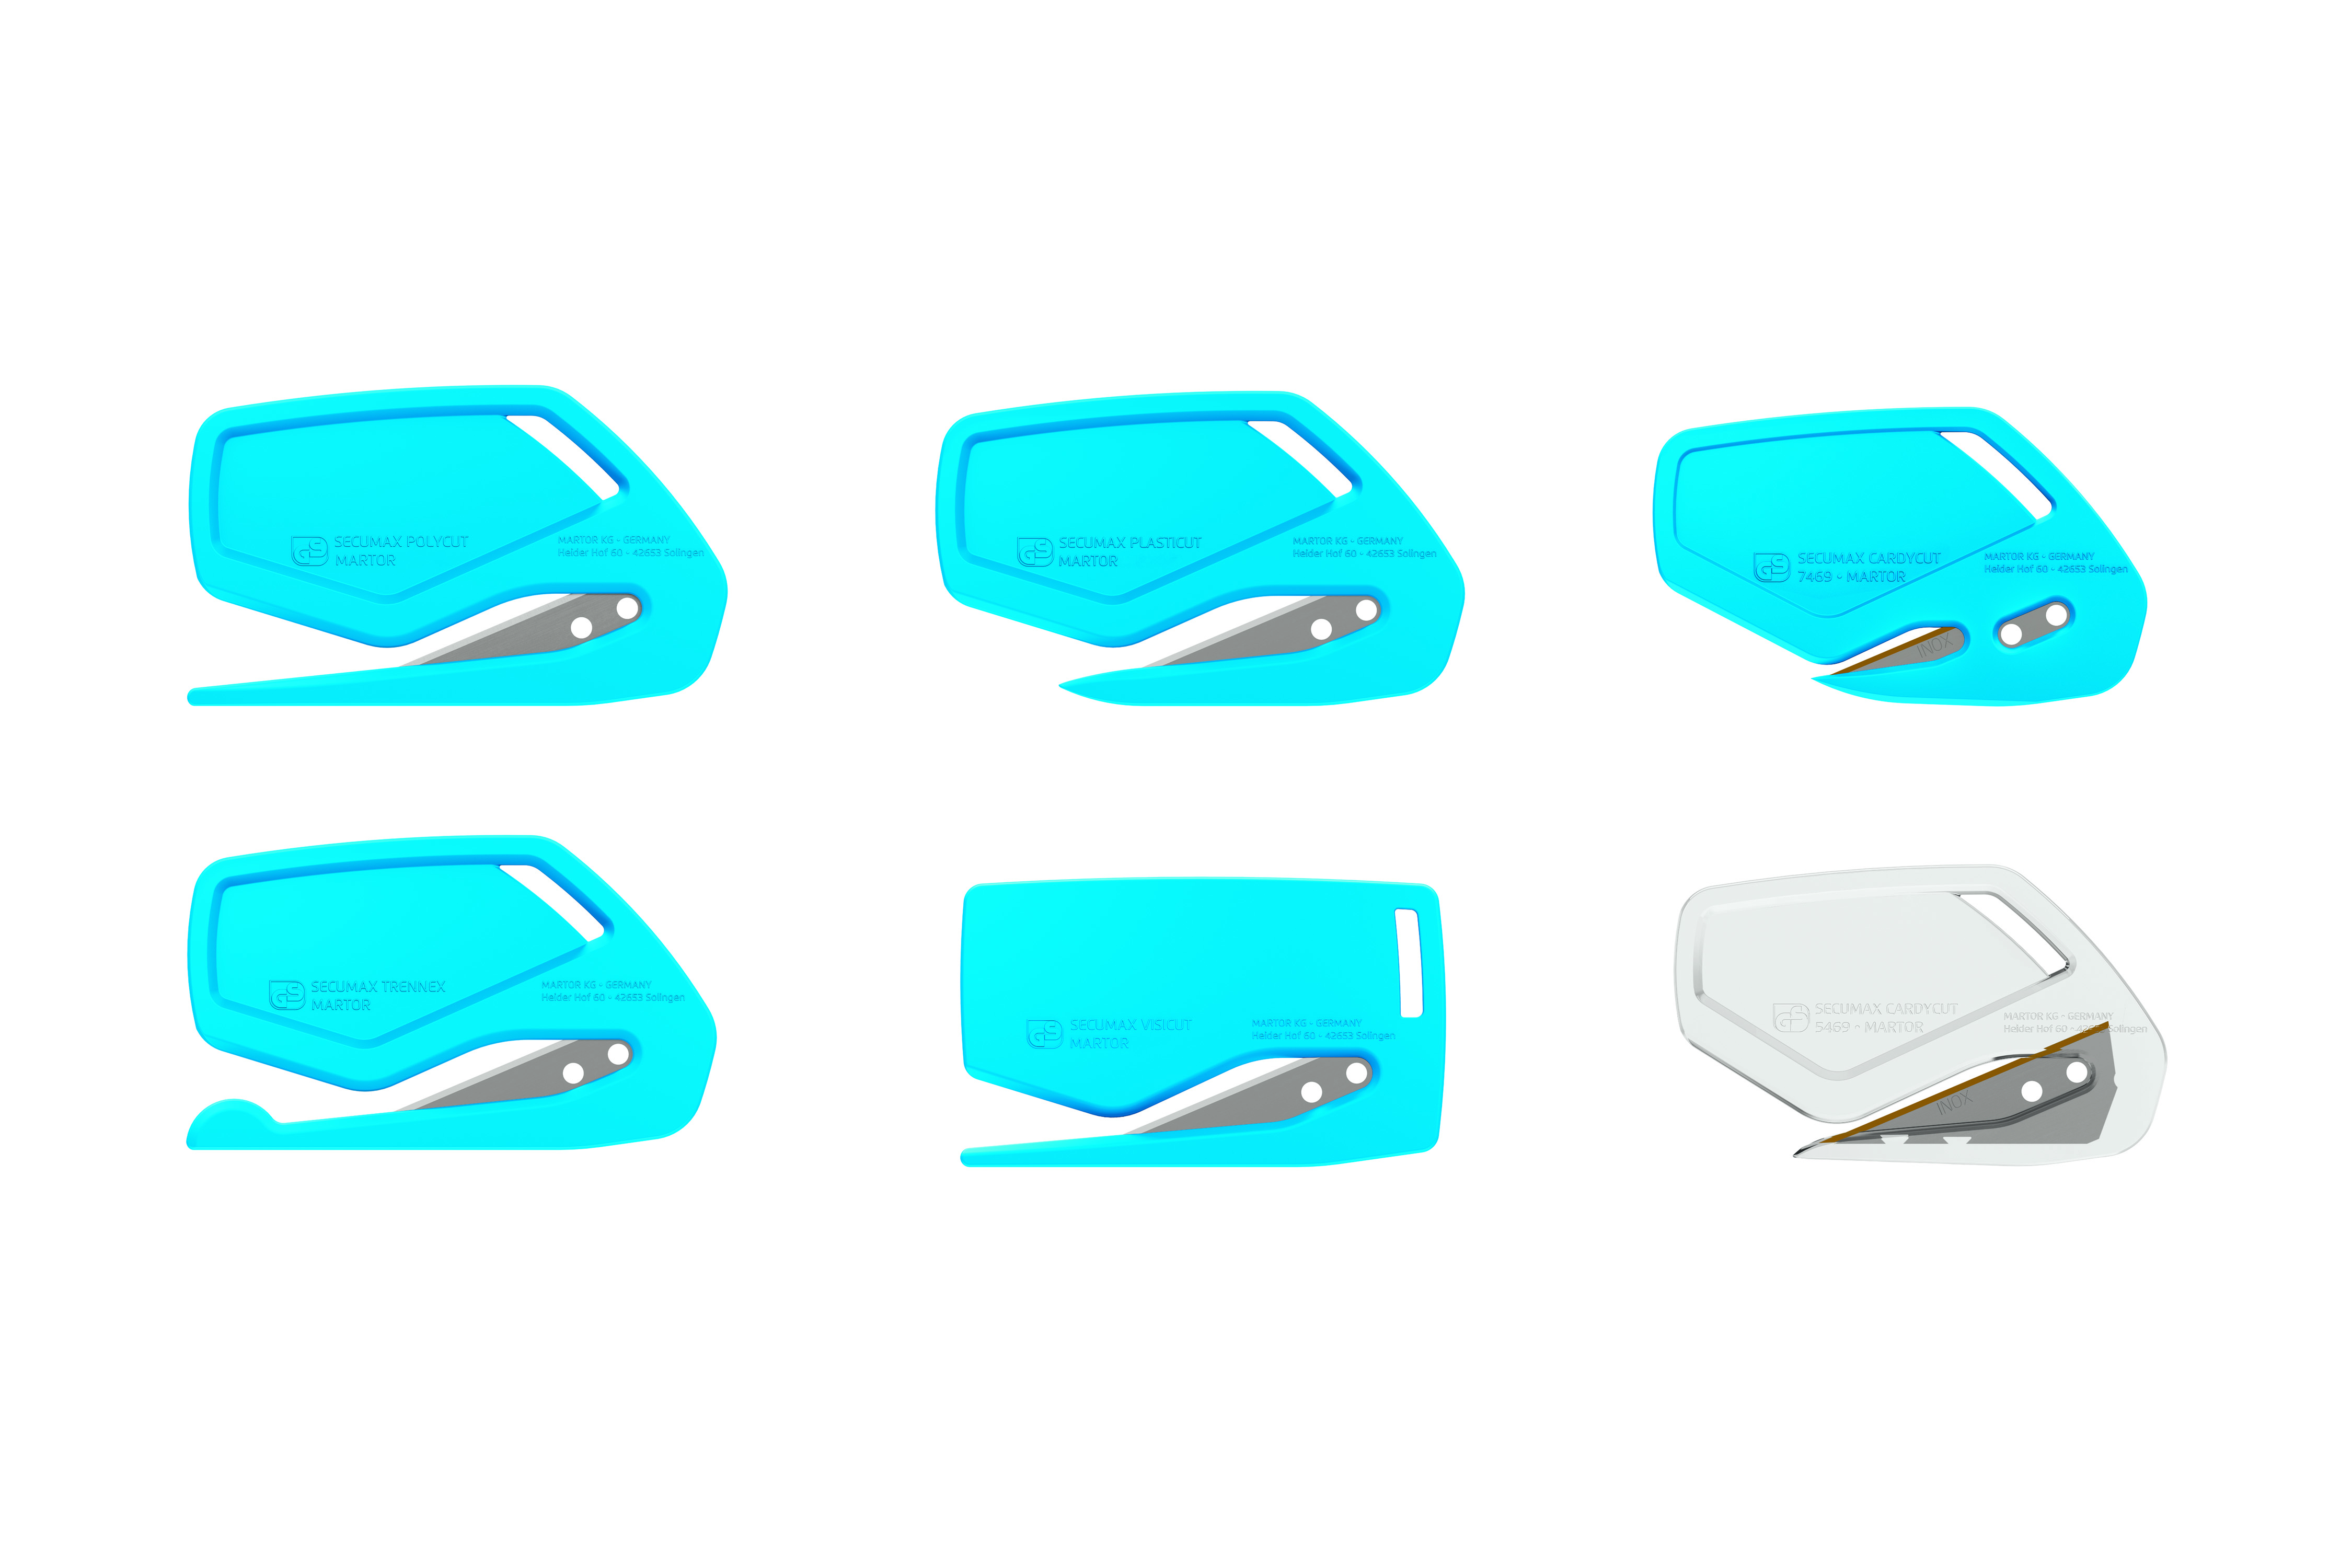 SECUMAX POLYCUT
MARTOR
MARTOR KG - GERMANY
Heider Hof 60 - 42653 Solingen
SECUMAX PLASTICUT
MARTOR
MARTOR KG - GERMANY
Heider Hof 60 - 42653 Solingen
SECUMAX CARDYCUT
7469 - MARTOR
MARTOR KG - GERMANY
Heider Hof 60 - 42653 Solingen
INOX
SECUMAX TRENNEX
MARTOR
MARTOR KG - GERMANY
Heider Hof 60 - 42653 Solingen
SECUMAX VISICUT
MARTOR
MARTOR KG - GERMANY
Heider Hof 60 - 42653 Solingen
SECUMAX CARDYCUT
5469 - MARTOR
MARTOR KG - GERMANY
Heider Hof 60 - 42653 Solingen
INOX